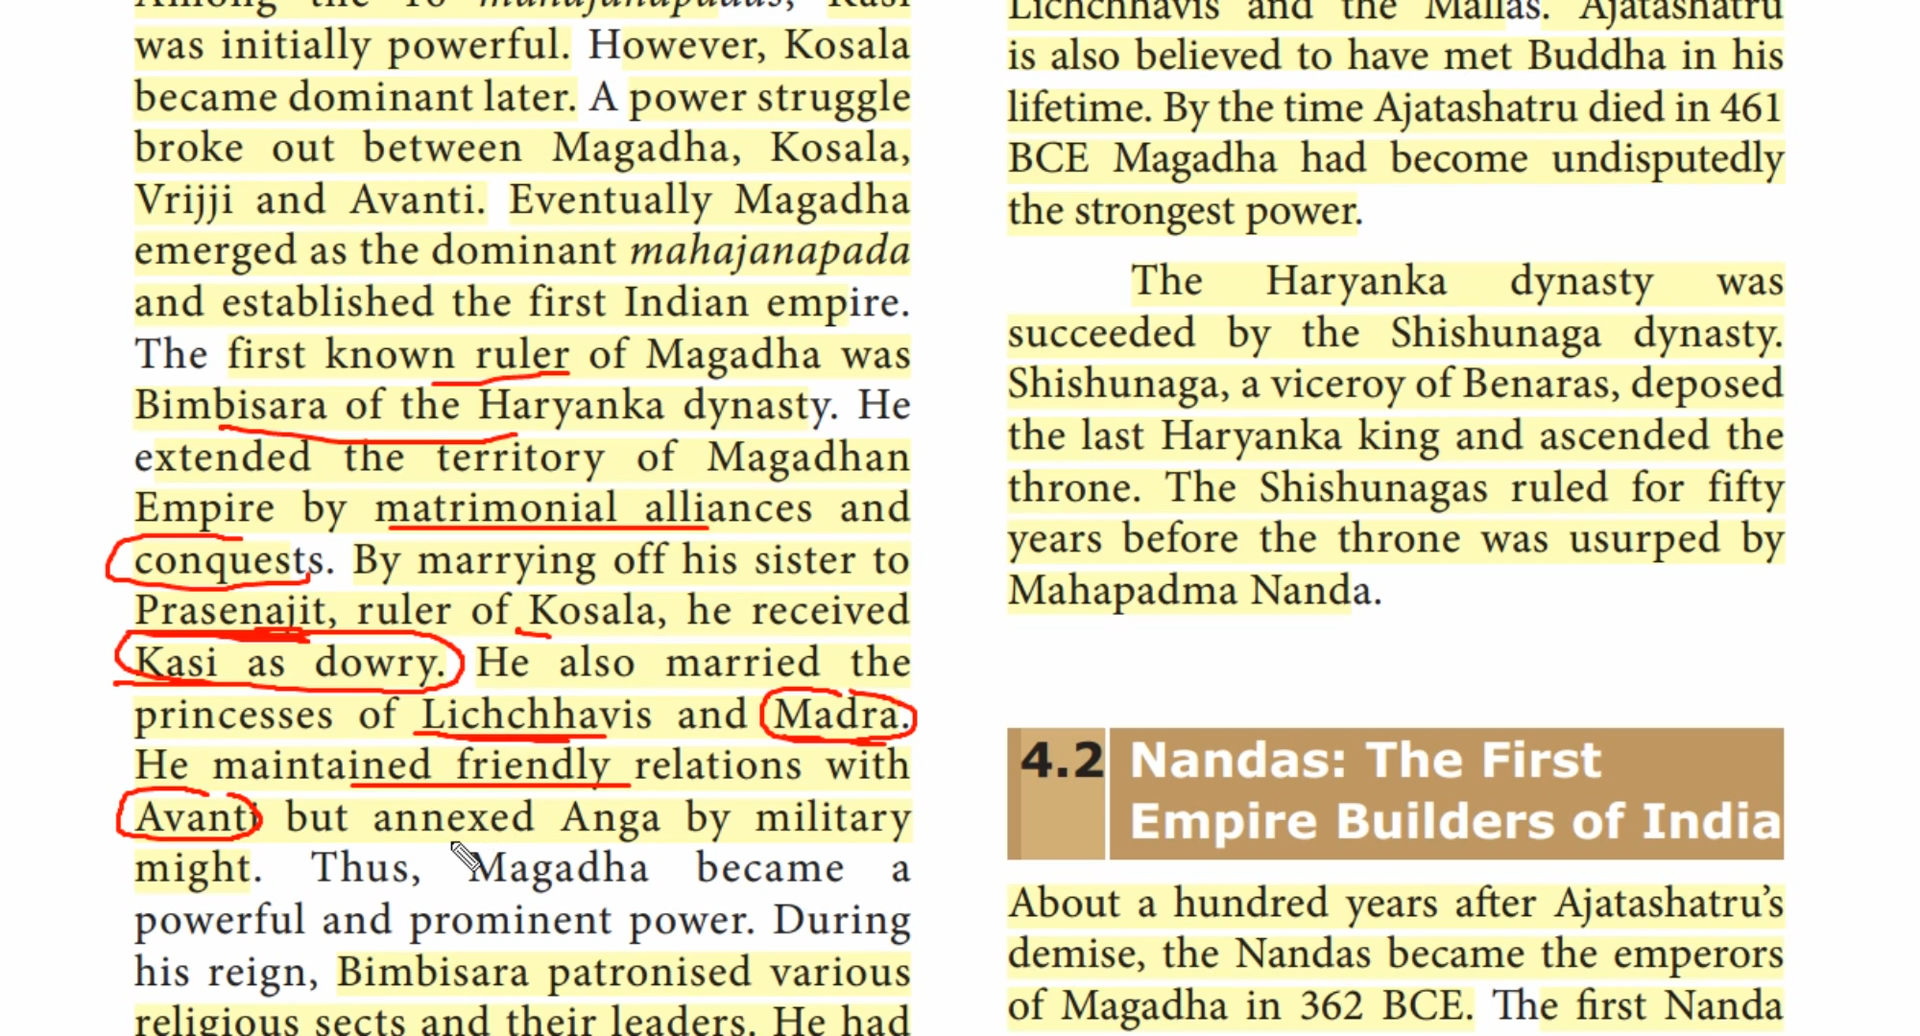 Among the 16 mahajanapadas, Kasi
was initially powerful. However, Kosala
became dominant later. A power struggle
broke out between Magadha, Kosala,
Vrijji and Avanti. Eventually Magadha
emerged as the dominant mahajanapada
and established the first Indian empire.
The first known ruler of Magadha was
Bimbisara of the Haryanka dynasty. He
extended the territory of Magadhan
Empire by matrimonial alliances and
conquests. By marrying off his sister to
Prasenajit, ruler of Kosala, he received
Kasi as dowry. He also married the
princesses of Lichchhavis and Madra.
He maintained friendly relations with
Avanti but annexed Anga by military
might. Thus, Magadha became a
powerful and prominent power. During
his reign, Bimbisara patronised various
religious sects and their leaders. He had
Lichchhavis and the Mallas. Ajatashatru
is also believed to have met Buddha in his
lifetime. By the time Ajatashatru died in 461
BCE Magadha had become undisputedly
the strongest power.
The Haryanka dynasty was
succeeded by the Shishunaga dynasty.
Shishunaga, a viceroy of Benaras, deposed
the last Haryanka king and ascended the
throne. The Shishunagas ruled for fifty
years before the throne was usurped by
Mahapadma Nanda.
4.2 Nandas: The First
Empire Builders of India
About a hundred years after Ajatashatru’s
demise, the Nandas became the emperors
of Magadha in 362 BCE. The first Nanda